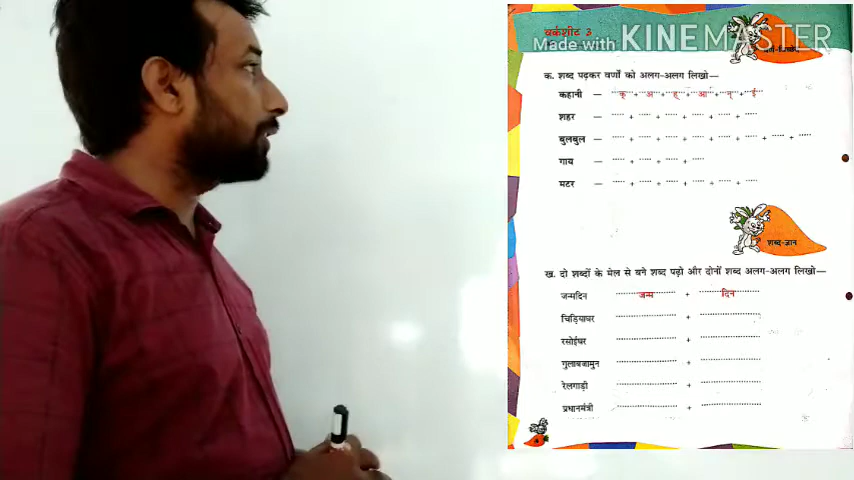 वर्कशीट 3
Made with KINEMASTER
वर्ण-विच्छेद
क. शब्द पढ़कर वर्णों को अलग-अलग लिखो—
कहानी — क् + अ + ह् + आ + न् + ई
शहर — ...... + ...... + ...... + ...... + ...... + ......
बुलबुल — ...... + ...... + ...... + ...... + ...... + ...... + ...... + ......
गाय — ...... + ...... + ...... + ......
मटर — ...... + ...... + ...... + ...... + ...... + ......
शब्द-ज्ञान
ख. दो शब्दों के मेल से बने शब्द पढ़ो और दोनों शब्द अलग-अलग लिखो—
जन्मदिन जन्म + दिन
चिड़ियाघर .................. + ..................
रसोईघर .................. + ..................
गुलाबजामुन .................. + ..................
रेलगाड़ी .................. + ..................
प्रधानमंत्री .................. + ..................